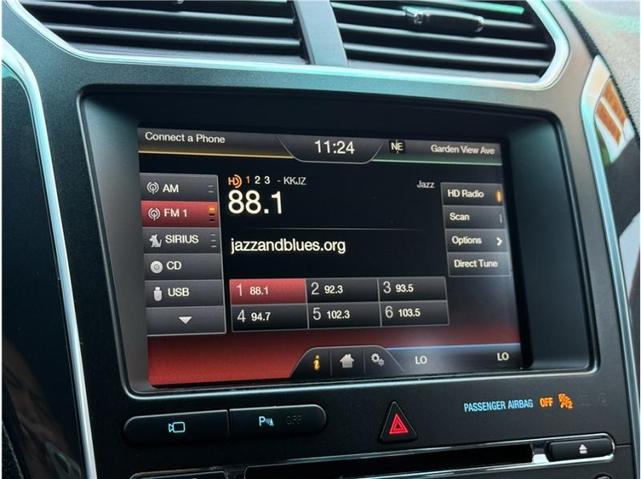 Connect a Phone
11:24
NE
Garden View Ave
AM
FM 1
SIRIUS
CD
USB
HD 1 2 3 - KKJZ
Jazz
88.1
jazzandblues.org
HD Radio
Scan
Options
Direct Tune
1 88.1
2 92.3
3 93.5
4 94.7
5 102.3
6 103.5
i
LO
LO
P OFF
PASSENGER AIRBAG OFF
2